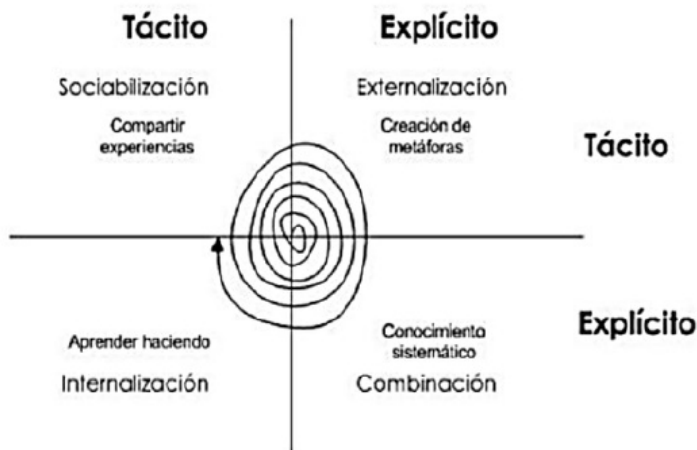 Tácito
Explícito
Sociabilización
Externalización
Compartir
experiencias
Creación de
metáforas
Tácito
Aprender haciendo
Conocimiento
sistemático
Explícito
Internalización
Combinación